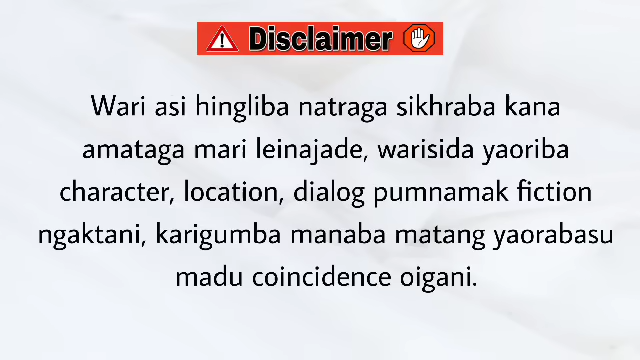 Disclaimer
Wari asi hingliba natraga sikhraba kana
amataga mari leinajade, warisida yaoriba
character, location, dialog pumnamak fiction
ngaktani, karigumba manaba matang yaorabasu
madu coincidence oigani.